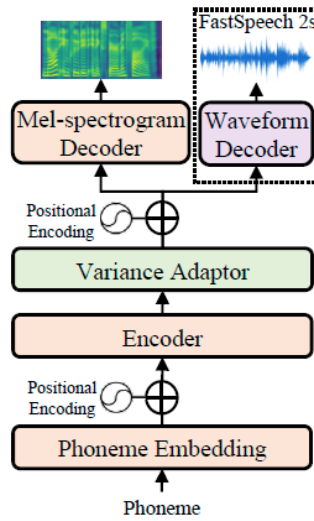 FastSpeech 2s
Mel-spectrogram
Decoder
Waveform
Decoder
Positional
Encoding
Variance Adaptor
Encoder
Positional
Encoding
Phoneme Embedding
Phoneme